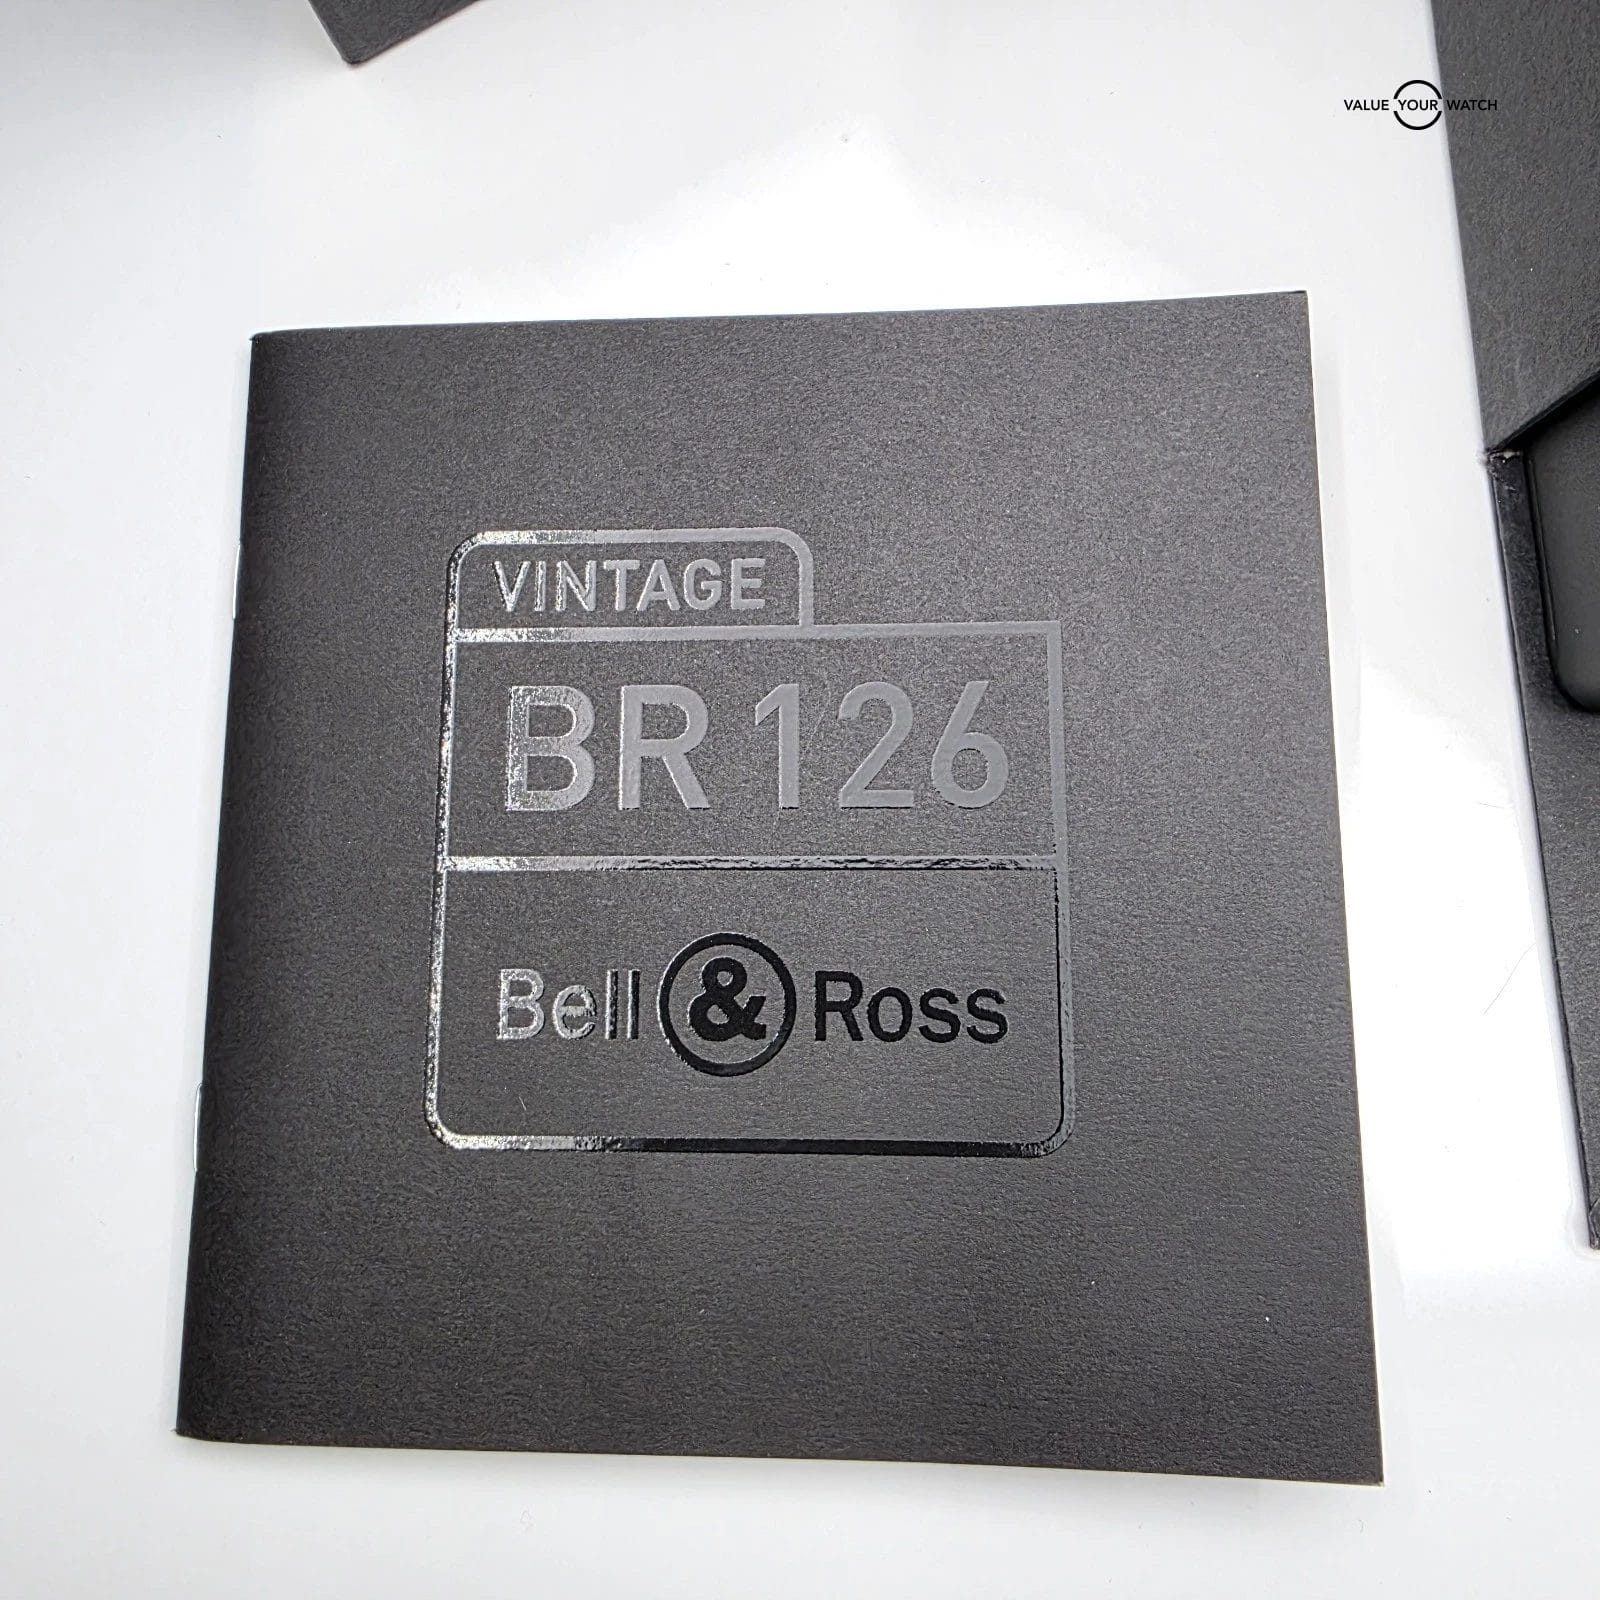 VALUE YOUR WATCH
VINTAGE
BR 126
Bell & Ross